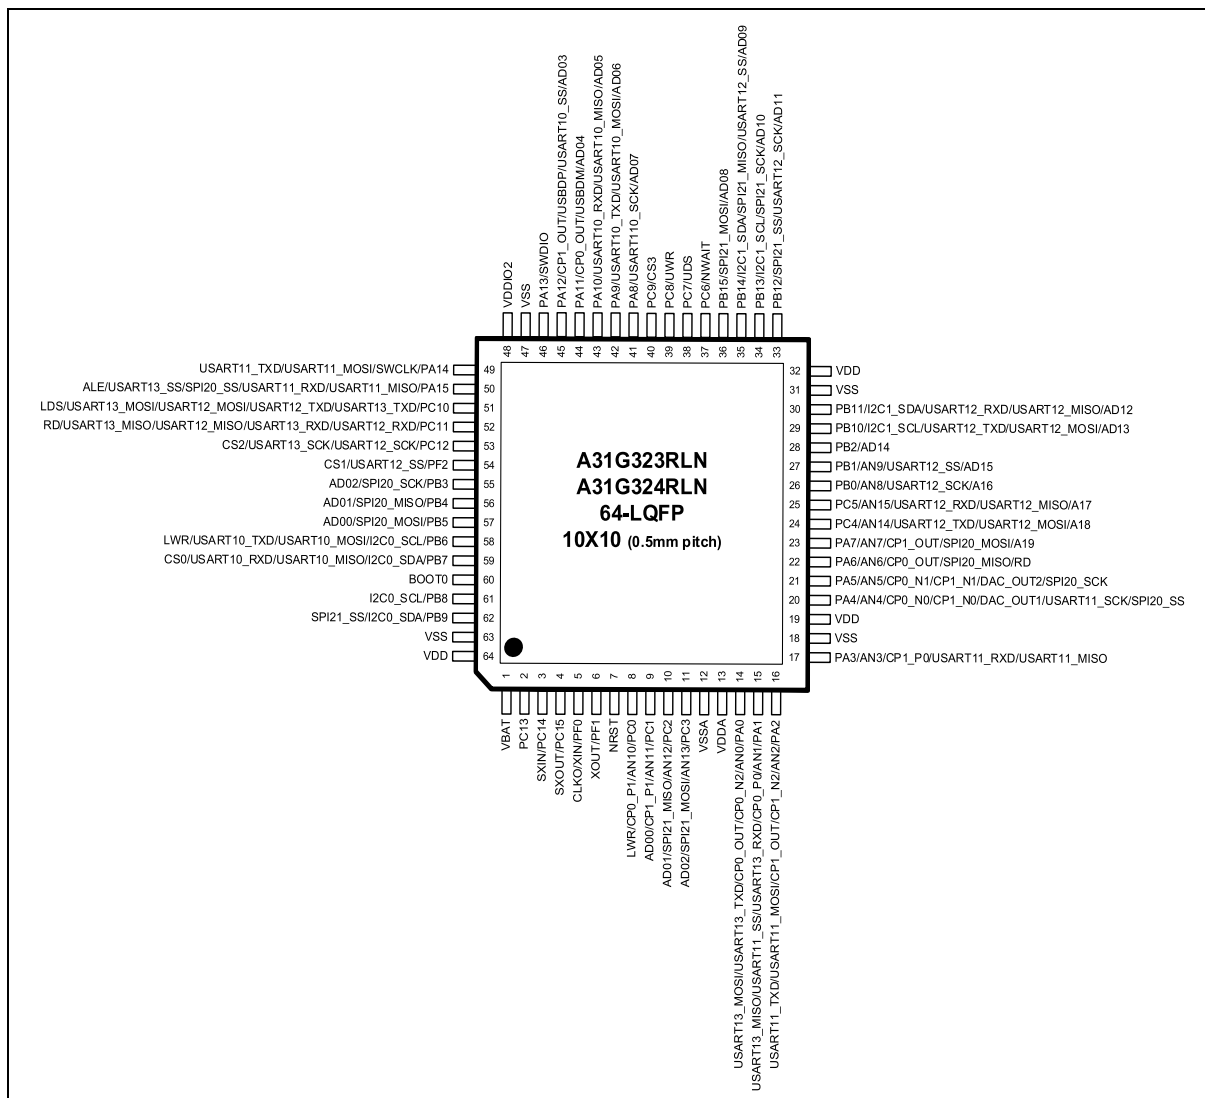 VDDIO2
VSS
PA13/SWDIO
PA12/CP1_OUT/USBDP/USART10_SS/AD03
PA11/CP0_OUT/USBDM/AD04
PA10/USART10_RXD/USART10_MISO/AD05
PA9/USART10_TXD/USART10_MOSI/AD06
PA8/USART110_SCK/AD07
PC9/CS3
PC8/UWR
PC7/UDS
PC6/NWAIT
PB15/SPI21_MOSI/AD08
PB14/I2C1_SDA/SPI21_MISO/USART12_SS/AD09
PB13/I2C1_SCL/SPI21_SCK/AD10
PB12/SPI21_SS/USART12_SCK/AD11
48
47
46
45
44
43
42
41
40
39
38
37
36
35
34
33
USART11_TXD/USART11_MOSI/SWCLK/PA14 49
ALE/USART13_SS/SPI20_SS/USART11_RXD/USART11_MISO/PA15 50
LDS/USART13_MOSI/USART12_MOSI/USART12_TXD/USART13_TXD/PC10 51
RD/USART13_MISO/USART12_MISO/USART13_RXD/USART12_RXD/PC11 52
CS2/USART13_SCK/USART12_SCK/PC12 53
CS1/USART12_SS/PF2 54
AD02/SPI20_SCK/PB3 55
AD01/SPI20_MISO/PB4 56
AD00/SPI20_MOSI/PB5 57
LWR/USART10_TXD/USART10_MOSI/I2C0_SCL/PB6 58
CS0/USART10_RXD/USART10_MISO/I2C0_SDA/PB7 59
BOOT0 60
I2C0_SCL/PB8 61
SPI21_SS/I2C0_SDA/PB9 62
VSS 63
VDD 64
A31G323RLN
A31G324RLN
64-LQFP
10X10 (0.5mm pitch)
32 VDD
31 VSS
30 PB11/I2C1_SDA/USART12_RXD/USART12_MISO/AD12
29 PB10/I2C1_SCL/USART12_TXD/USART12_MOSI/AD13
28 PB2/AD14
27 PB1/AN9/USART12_SS/AD15
26 PB0/AN8/USART12_SCK/A16
25 PC5/AN15/USART12_RXD/USART12_MISO/A17
24 PC4/AN14/USART12_TXD/USART12_MOSI/A18
23 PA7/AN7/CP1_OUT/SPI20_MOSI/A19
22 PA6/AN6/CP0_OUT/SPI20_MISO/RD
21 PA5/AN5/CP0_N1/CP1_N1/DAC_OUT2/SPI20_SCK
20 PA4/AN4/CP0_N0/CP1_N0/DAC_OUT1/USART11_SCK/SPI20_SS
19 VDD
18 VSS
17 PA3/AN3/CP1_P0/USART11_RXD/USART11_MISO
1
2
3
4
5
6
7
8
9
10
11
12
13
14
15
16
VBAT
PC13
SXIN/PC14
SXOUT/PC15
CLKO/XIN/PF0
XOUT/PF1
NRST
LWR/CP0_P1/AN10/PC0
AD00/CP1_P1/AN11/PC1
AD01/SPI21_MISO/AN12/PC2
AD02/SPI21_MOSI/AN13/PC3
VSSA
VDDA
USART13_MOSI/USART13_TXD/CP0_OUT/CP0_N2/AN0/PA0
USART13_MISO/USART11_SS/USART13_RXD/CP0_P0/AN1/PA1
USART11_TXD/USART11_MOSI/CP1_OUT/CP1_N2/AN2/PA2